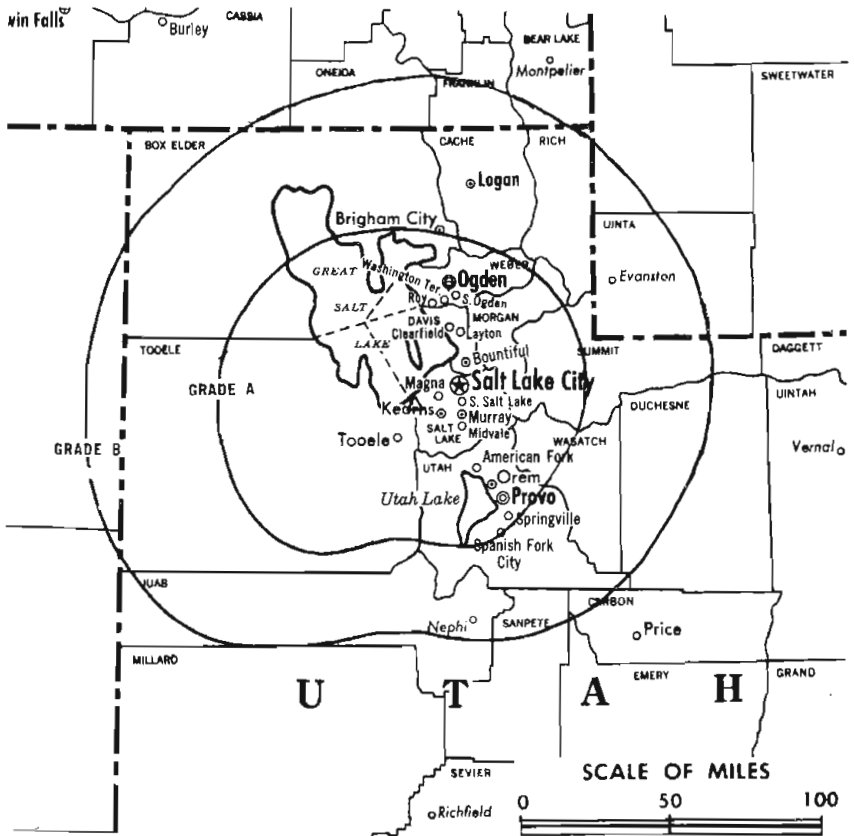 win Falls
CASSIA
Burley
ONEIDA
BEAR LAKE
Montpelier
FRANKLIN
SWEETWATER
BOX ELDER
CACHE
RICH
Logan
Brigham City
UINTA
Evanston
GREAT
SALT
LAKE
WEBER
Washington Ter.
Ogden
Roy
S. Ogden
MORGAN
DAVIS
Clearfield
Layton
Bountiful
SUMMIT
DAGGETT
TOOELE
GRADE A
Magna
Salt Lake City
S. Salt Lake
Kearns
Murray
SALT
LAKE
Midvale
DUCHESNE
UINTAH
Tooele
WASATCH
Vernal
GRADE B
UTAH
American Fork
Orem
Utah Lake
Provo
Springville
Spanish Fork
City
JUAB
CARBON
Nephi
SANPETE
Price
MILLARD
EMERY
GRAND
U T A H
SEVIER
Richfield
SCALE OF MILES
0 50 100